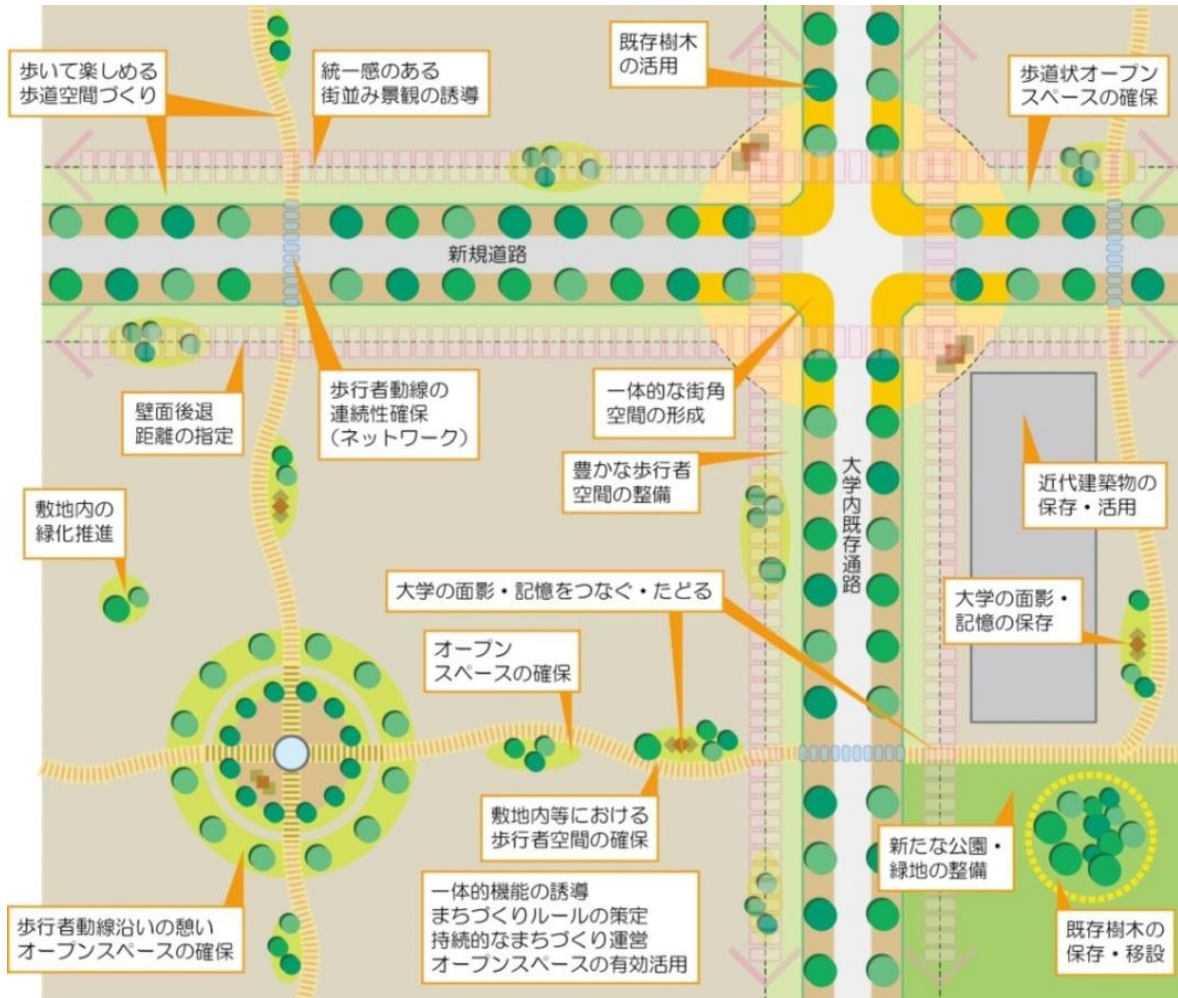 歩いて楽しめる
歩道空間づくり
統一感のある
街並み景観の誘導
既存樹木
の活用
歩道状オープン
スペースの確保
新規道路
壁面後退
距離の指定
歩行者動線の
連続性確保
（ネットワーク）
一体的な街角
空間の形成
豊かな歩行者
空間の整備
大学内既存通路
近代建築物の
保存・活用
敷地内の
緑化推進
大学の面影・記憶をつなぐ・たどる
大学の面影・
記憶の保存
オープン
スペースの確保
敷地内等における
歩行者空間の確保
新たな公園・
緑地の整備
歩行者動線沿いの憩い
オープンスペースの確保
一体的機能の誘導
まちづくりルールの策定
持続的なまちづくり運営
オープンスペースの有効活用
既存樹木の
保存・移設